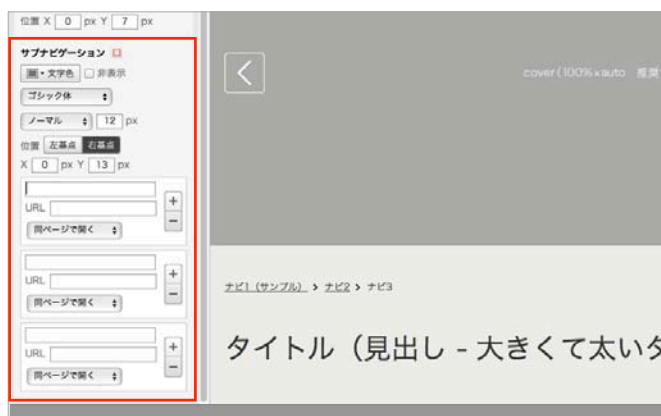 位置 X 0 px Y 7 px
サブナビゲーション
・文字色 非表示
ゴシック体
ノーマル 12 px
位置 左基点 右基点
X 0 px Y 13 px
+
URL
−
同ページで開く
+
URL
−
同ページで開く
+
URL
−
同ページで開く
cover(100%×auto 推奨
ナビ1（サンプル） > ナビ2 > ナビ3
タイトル（見出し - 大きくて太い